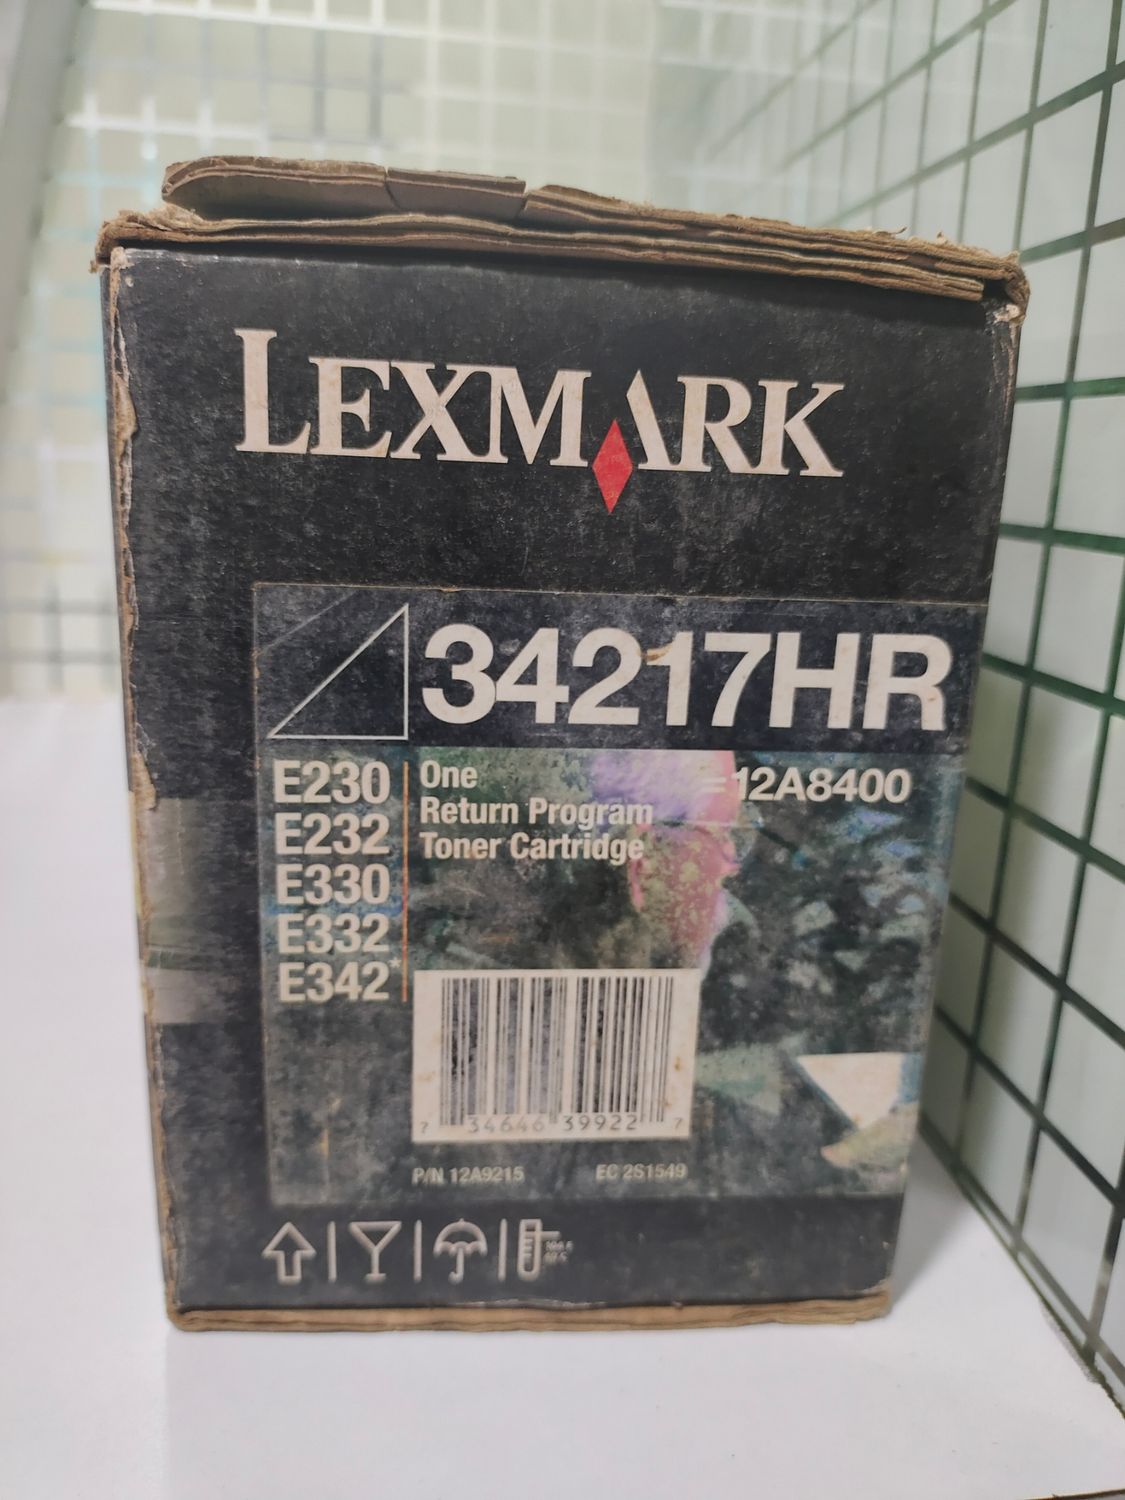 LEXMARK
34217HR
E230
E232
E330
E332
E342*
One
Return Program
Toner Cartridge
=12A8400
7 34646 39922 7
P/N 12A9215 EC 2S1549